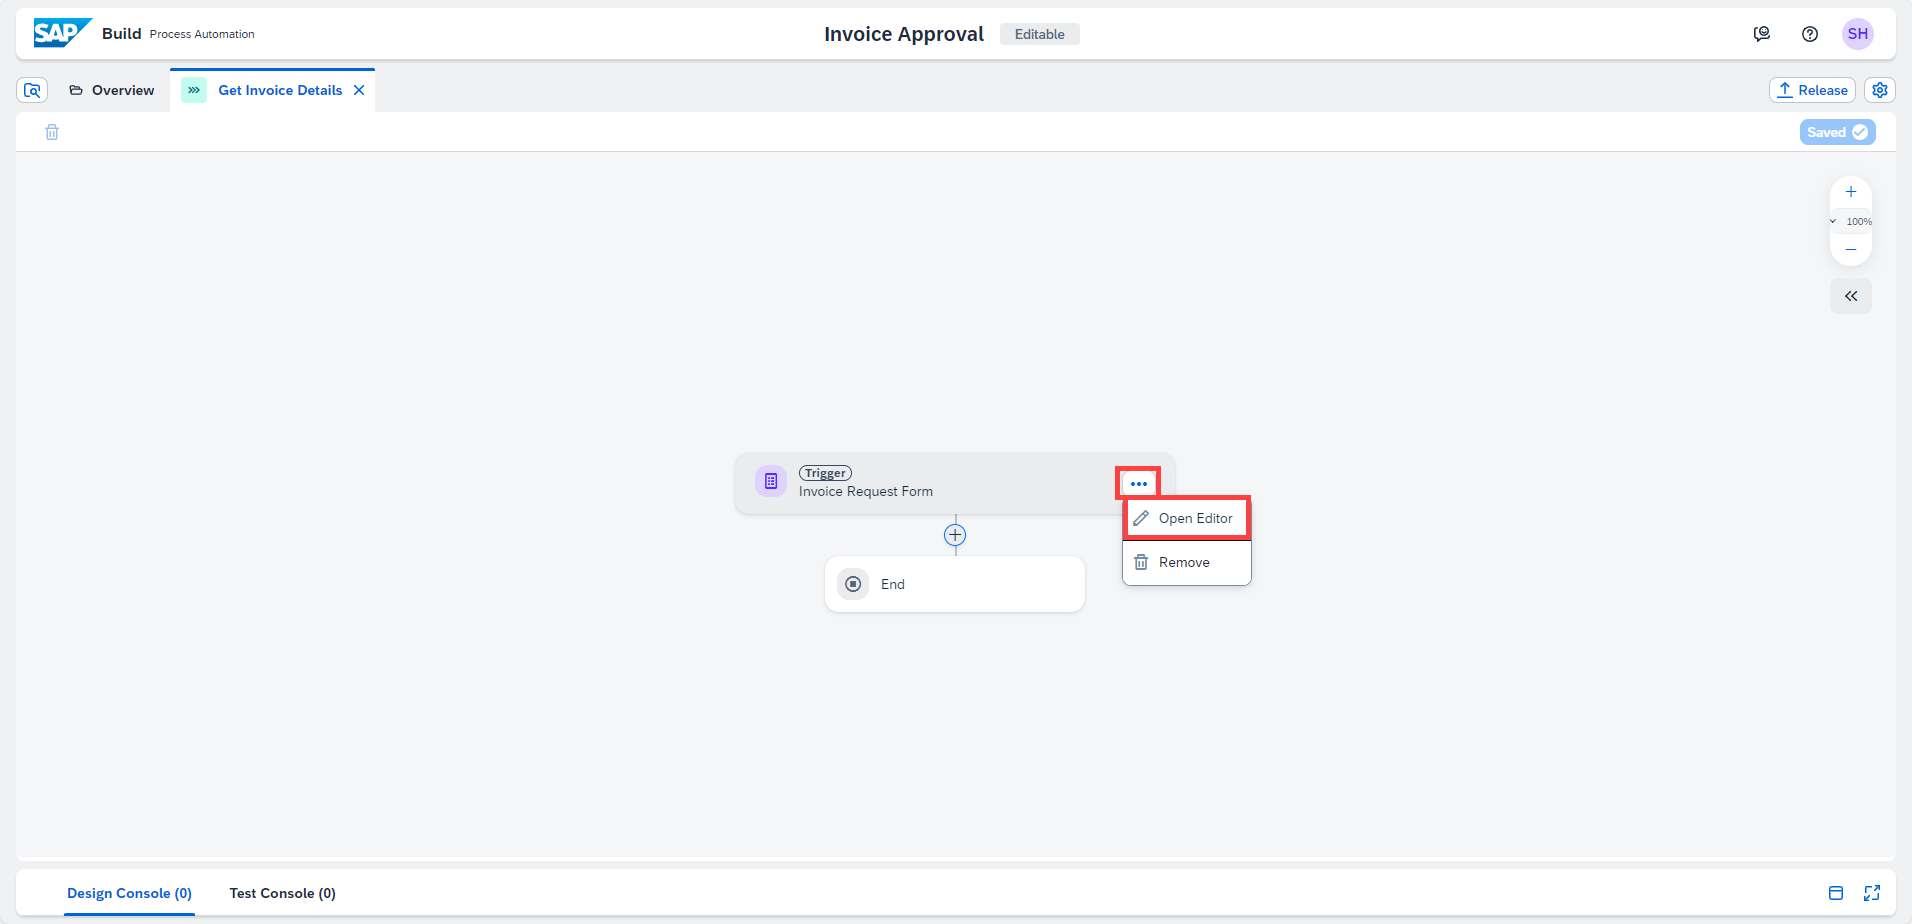 SAP Build Process Automation
Invoice Approval Editable
SH
Overview
Get Invoice Details
Release
Saved
100%
Trigger
Invoice Request Form
Open Editor
Remove
End
Design Console (0)
Test Console (0)